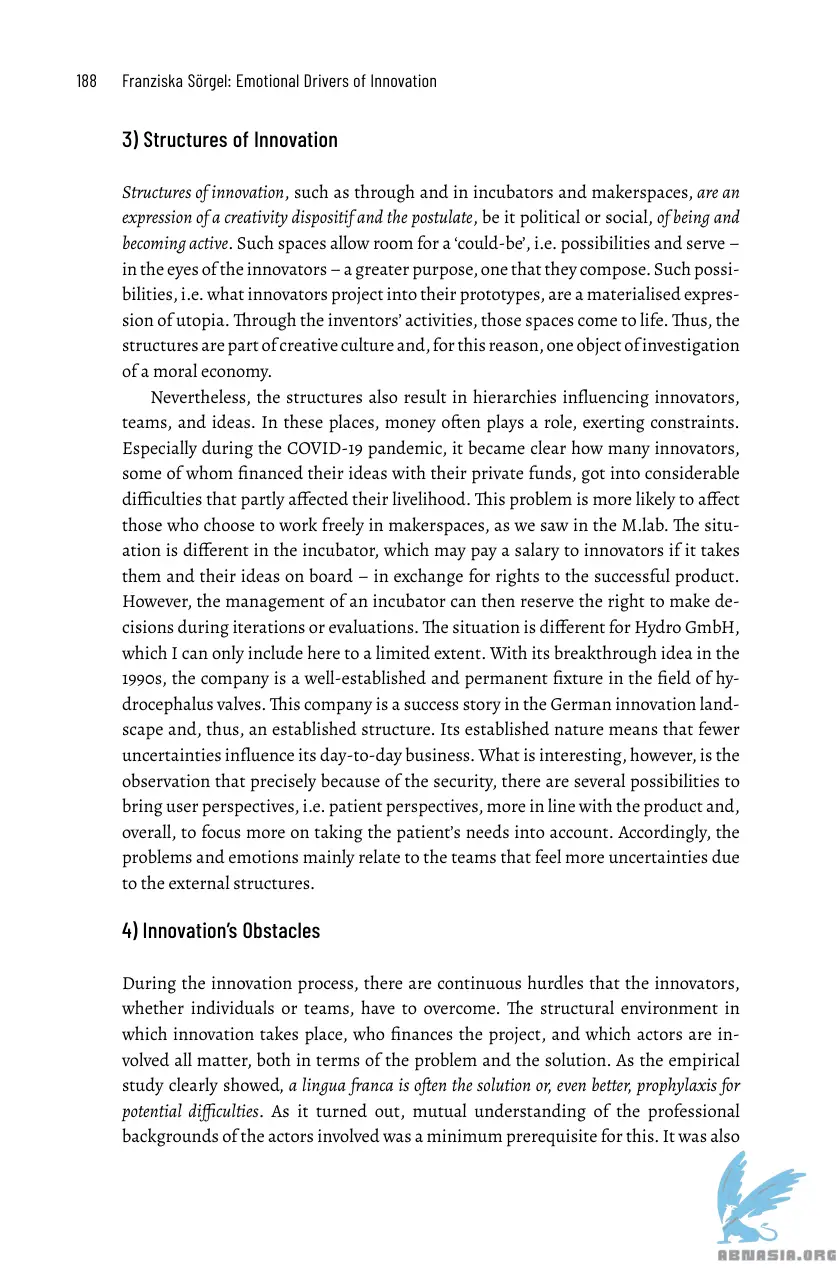 188 Franziska Sörgel: Emotional Drivers of Innovation
3) Structures of Innovation
Structures of innovation, such as through and in incubators and makerspaces, are an
expression of a creativity dispositif and the postulate, be it political or social, of being and
becoming active. Such spaces allow room for a ‘could-be’, i.e. possibilities and serve –
in the eyes of the innovators – a greater purpose, one that they compose. Such possi-
bilities, i.e. what innovators project into their prototypes, are a materialised expres-
sion of utopia. Through the inventors’ activities, those spaces come to life. Thus, the
structures are part of creative culture and, for this reason, one object of investigation
of a moral economy.
Nevertheless, the structures also result in hierarchies influencing innovators,
teams, and ideas. In these places, money often plays a role, exerting constraints.
Especially during the COVID-19 pandemic, it became clear how many innovators,
some of whom financed their ideas with their private funds, got into considerable
difficulties that partly affected their livelihood. This problem is more likely to affect
those who choose to work freely in makerspaces, as we saw in the M.lab. The situ-
ation is different in the incubator, which may pay a salary to innovators if it takes
them and their ideas on board – in exchange for rights to the successful product.
However, the management of an incubator can then reserve the right to make de-
cisions during iterations or evaluations. The situation is different for Hydro GmbH,
which I can only include here to a limited extent. With its breakthrough idea in the
1990s, the company is a well-established and permanent fixture in the field of hy-
drocephalus valves. This company is a success story in the German innovation land-
scape and, thus, an established structure. Its established nature means that fewer
uncertainties influence its day-to-day business. What is interesting, however, is the
observation that precisely because of the security, there are several possibilities to
bring user perspectives, i.e. patient perspectives, more in line with the product and,
overall, to focus more on taking the patient’s needs into account. Accordingly, the
problems and emotions mainly relate to the teams that feel more uncertainties due
to the external structures.
4) Innovation’s Obstacles
During the innovation process, there are continuous hurdles that the innovators,
whether individuals or teams, have to overcome. The structural environment in
which innovation takes place, who finances the project, and which actors are in-
volved all matter, both in terms of the problem and the solution. As the empirical
study clearly showed, a lingua franca is often the solution or, even better, prophylaxis for
potential difficulties. As it turned out, mutual understanding of the professional
backgrounds of the actors involved was a minimum prerequisite for this. It was also
ABNASIA.ORG